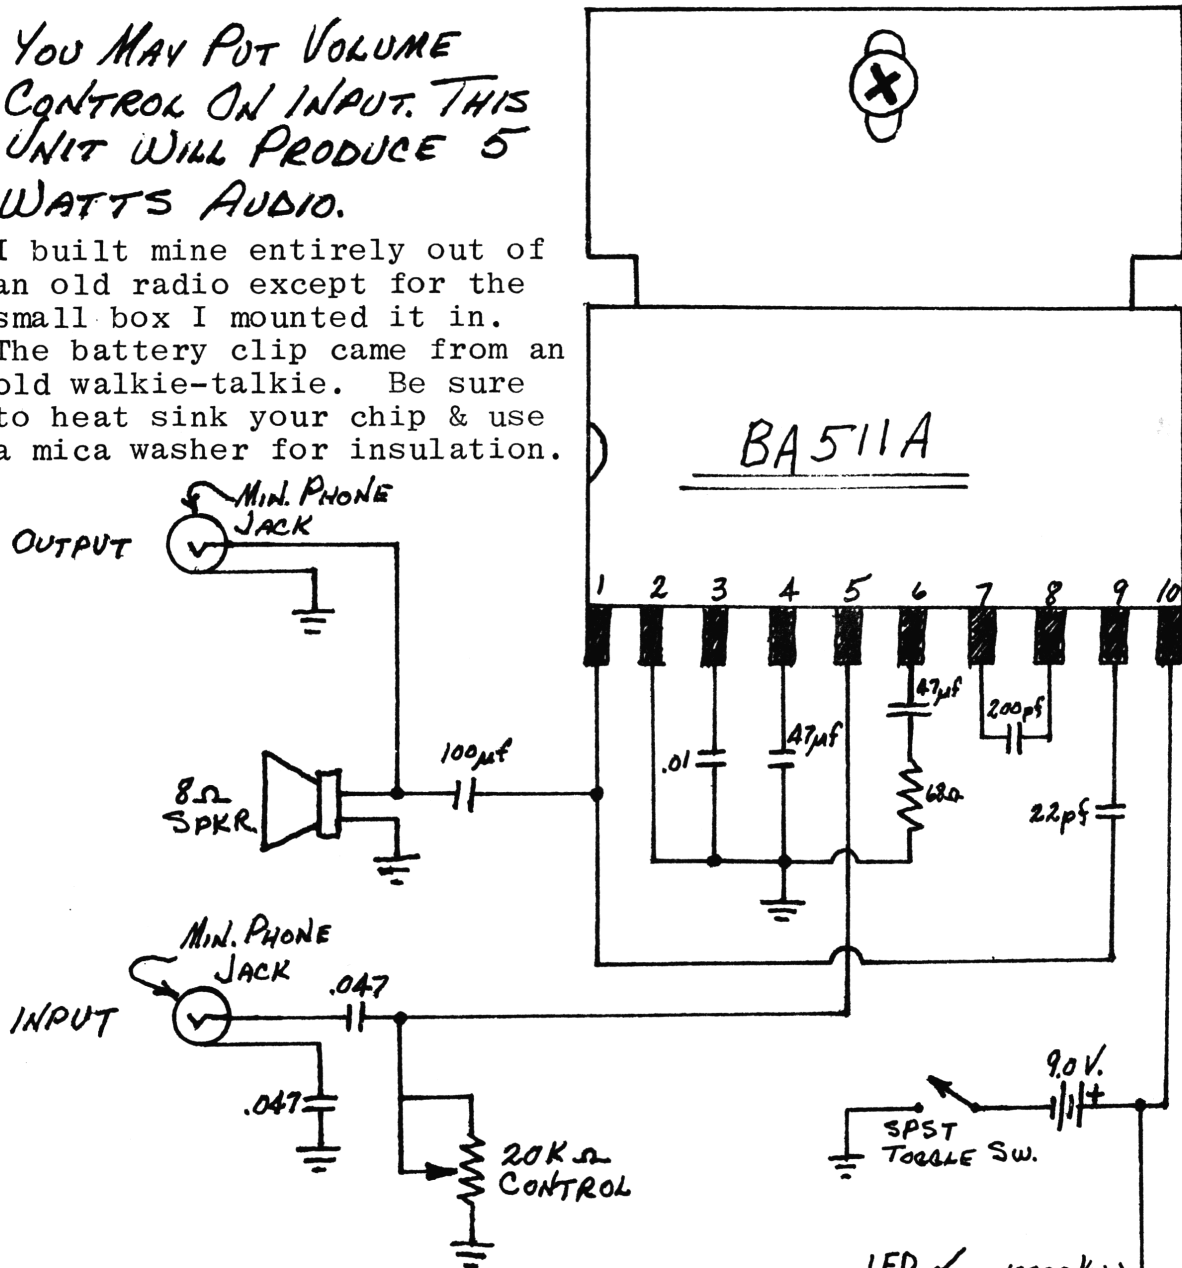 YOU MAY PUT VOLUME
CONTROL ON INPUT. THIS
UNIT WILL PRODUCE 5
WATTS AUDIO.
I built mine entirely out of
an old radio except for the
small box I mounted it in.
The battery clip came from an
old walkie-talkie. Be sure
to heat sink your chip & use
a mica washer for insulation.
BA511A
MIN. PHONE
JACK
OUTPUT
1 2 3 4 5 6 7 8 9 10
47µf
200pf
100µf
.01
47µf
8Ω
SPKR.
68Ω
22pf
MIN. PHONE
JACK
.047
INPUT
9.0 V.
+
.047
SPST
TOGGLE SW.
20K Ω
CONTROL
LED